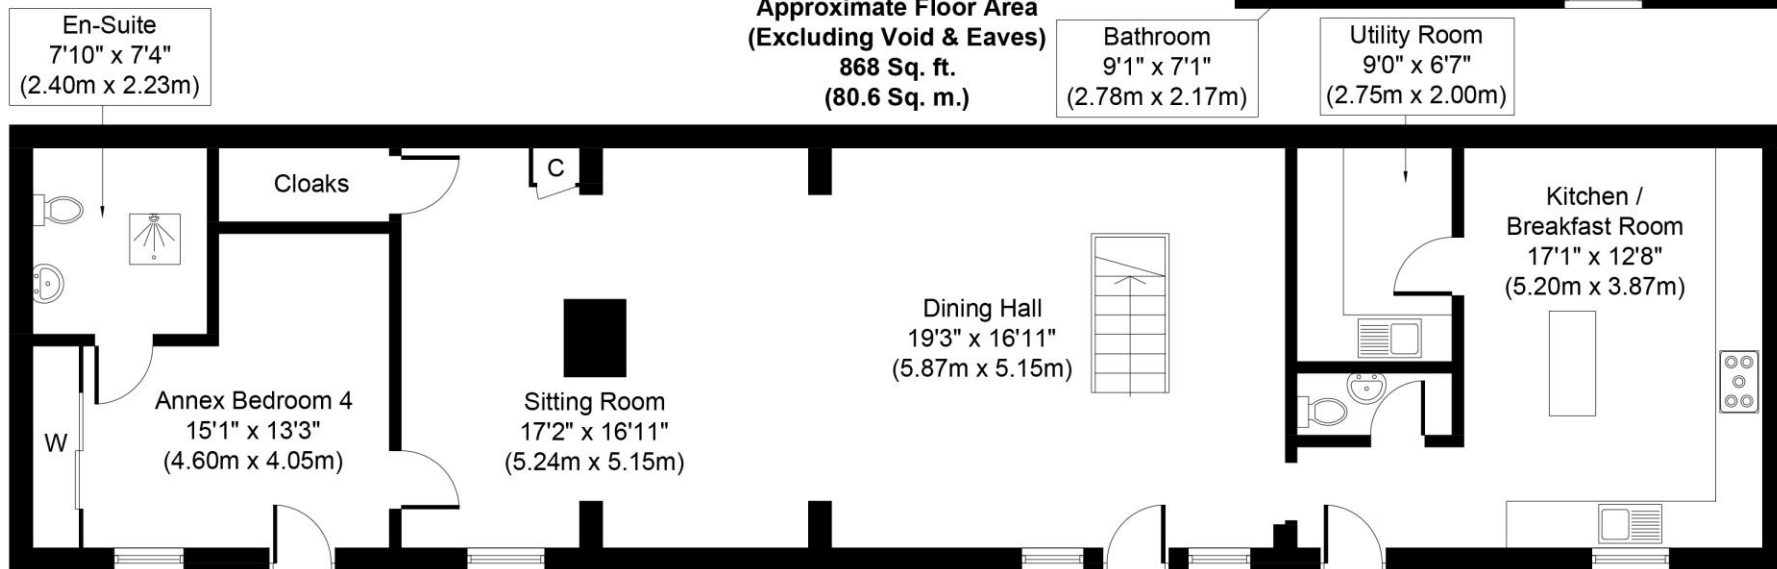 Approximate Floor Area
(Excluding Void & Eaves)
868 Sq. ft.
(80.6 Sq. m.)
En-Suite
7'10" x 7'4"
(2.40m x 2.23m)
Bathroom
9'1" x 7'1"
(2.78m x 2.17m)
Utility Room
9'0" x 6'7"
(2.75m x 2.00m)
Cloaks
C
Kitchen /
Breakfast Room
17'1" x 12'8"
(5.20m x 3.87m)
Dining Hall
19'3" x 16'11"
(5.87m x 5.15m)
Annex Bedroom 4
15'1" x 13'3"
(4.60m x 4.05m)
W
Sitting Room
17'2" x 16'11"
(5.24m x 5.15m)